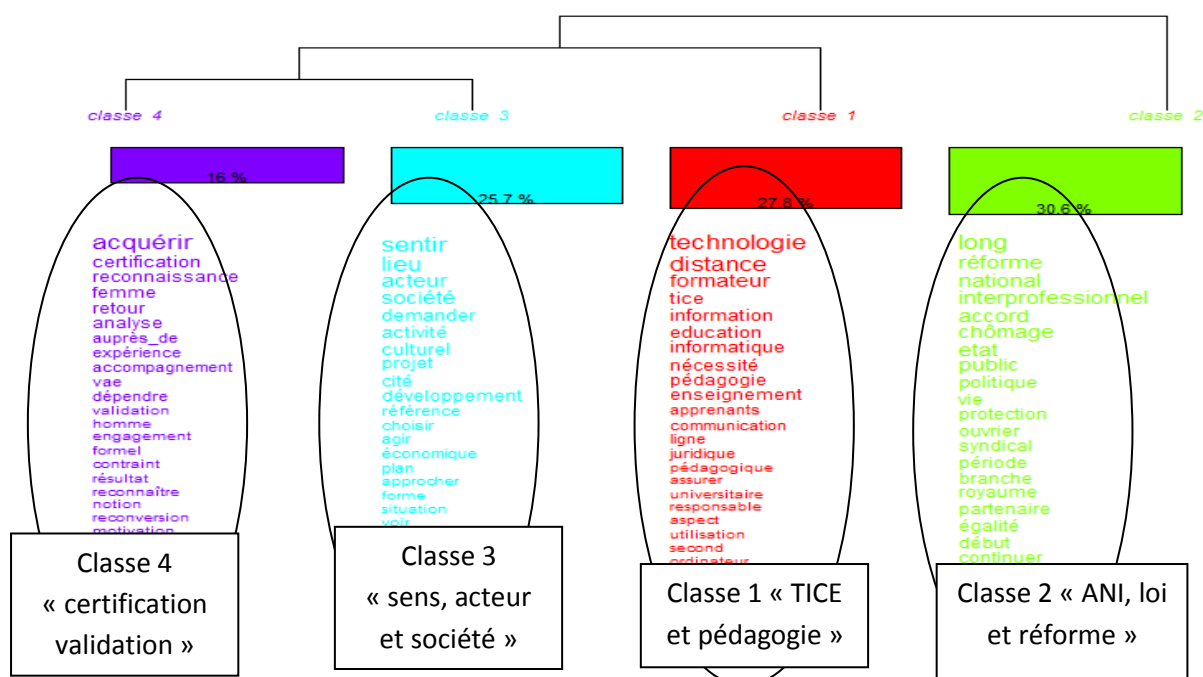 classe 4
classe 3
classe 1
classe 2
16 %
25.7 %
27.8 %
30.6 %
acquérir
certification
reconnaissance
femme
retour
analyse
auprès_de
expérience
accompagnement
vae
dépendre
validation
homme
engagement
formel
contraint
résultat
reconnaître
notion
reconversion
motivation
Classe 4
« certification
validation »
sentir
lieu
acteur
société
demander
activité
culturel
projet
cité
développement
référence
choisir
agir
économique
plan
approcher
forme
situation
voir
Classe 3
« sens, acteur
et société »
technologie
distance
formateur
tice
information
education
informatique
nécessité
pédagogie
enseignement
apprenants
communication
ligne
juridique
pédagogique
assurer
universitaire
responsable
aspect
utilisation
second
ordinateur
Classe 1 « TICE
et pédagogie »
long
réforme
national
interprofessionnel
accord
chômage
etat
public
politique
vie
protection
ouvrier
syndical
période
branche
royaume
partenaire
égalité
début
continuer
Classe 2 « ANI, loi
et réforme »